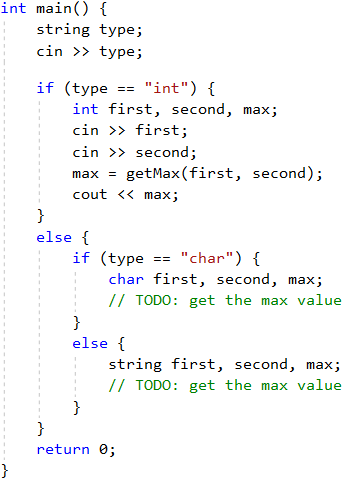 int main() {
    string type;
    cin >> type;

    if (type == "int") {
        int first, second, max;
        cin >> first;
        cin >> second;
        max = getMax(first, second);
        cout << max;
    }
    else {
        if (type == "char") {
            char first, second, max;
            // TODO: get the max value
        }
        else {
            string first, second, max;
            // TODO: get the max value
        }
    }
    return 0;
}